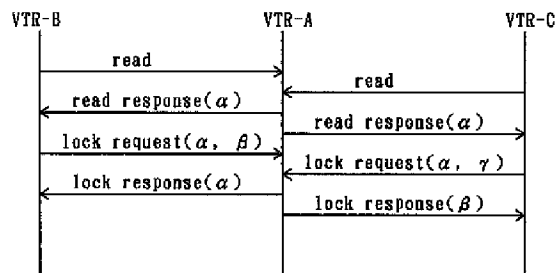 VTR-B VTR-A VTR-C
read
read
read response(α)
read response(α)
lock request(α, β)
lock request(α, γ)
lock response(α)
lock response(β)